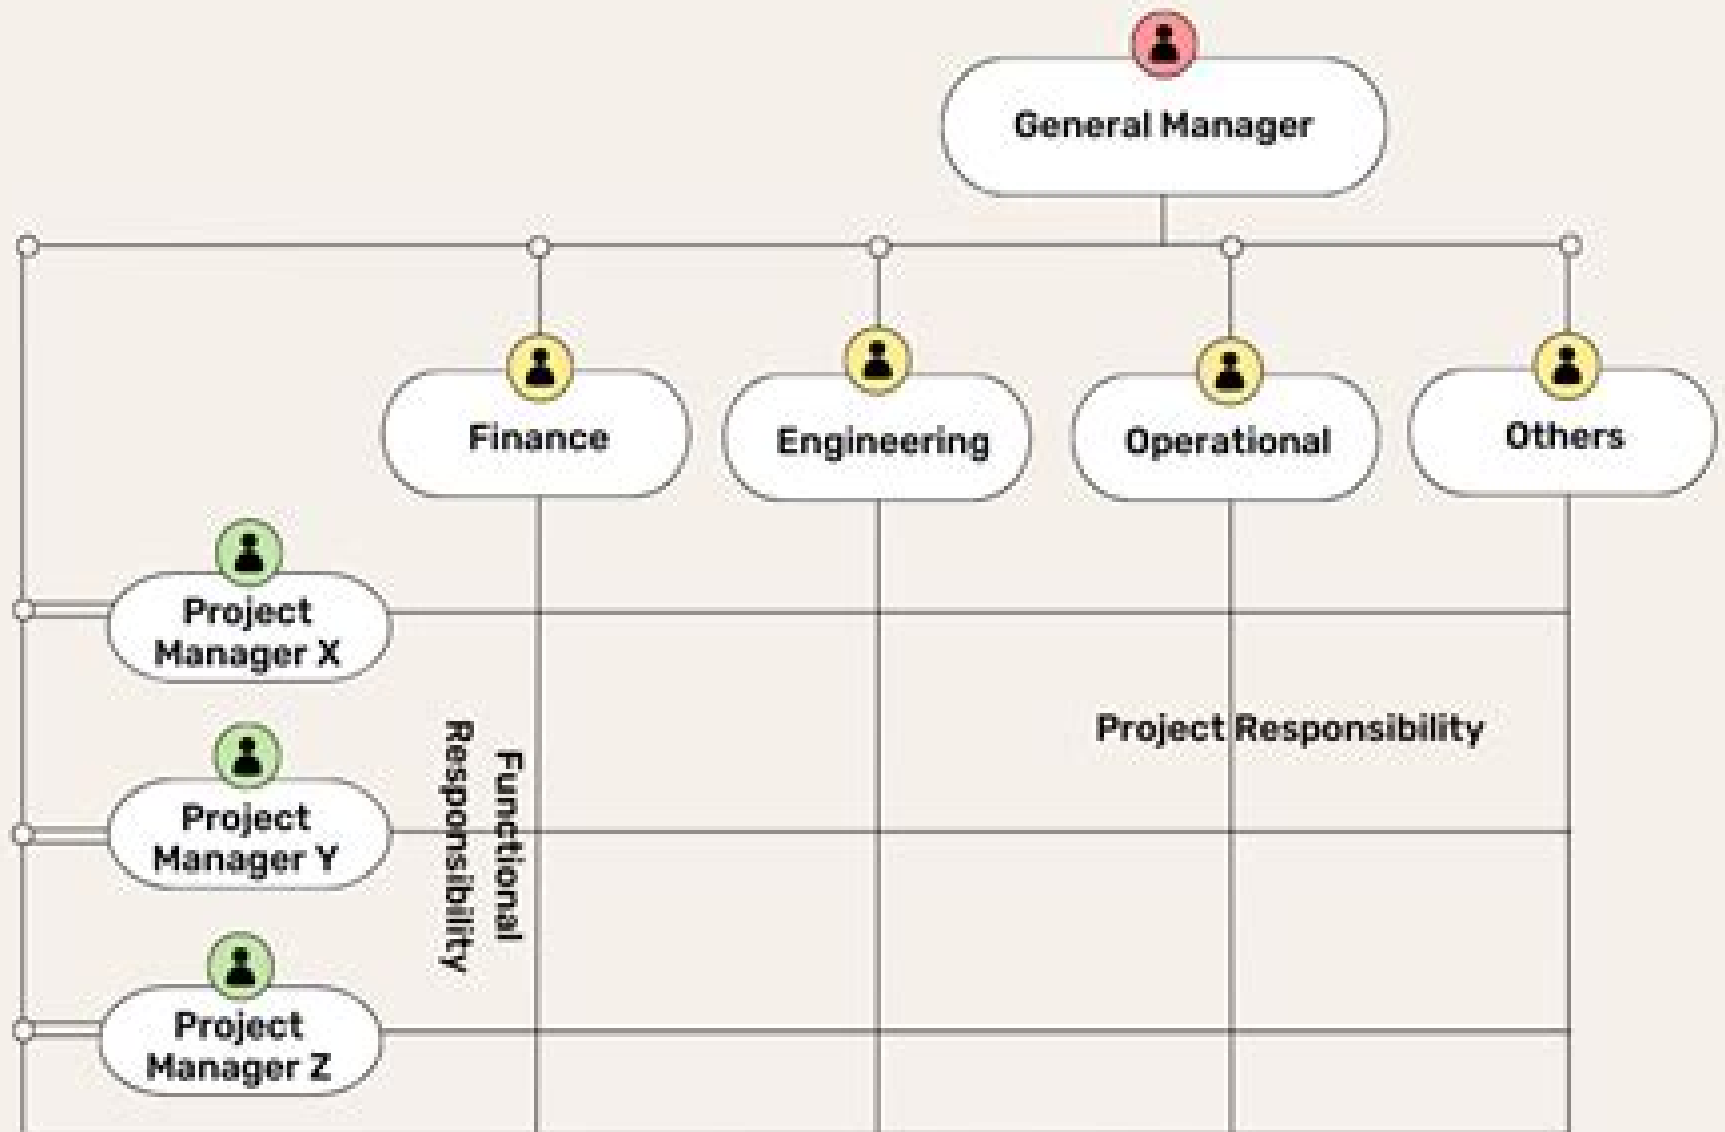 General Manager
Finance
Engineering
Operational
Others
Project
Manager X
Functional
Responsibility
Project Responsibility
Project
Manager Y
Project
Manager Z